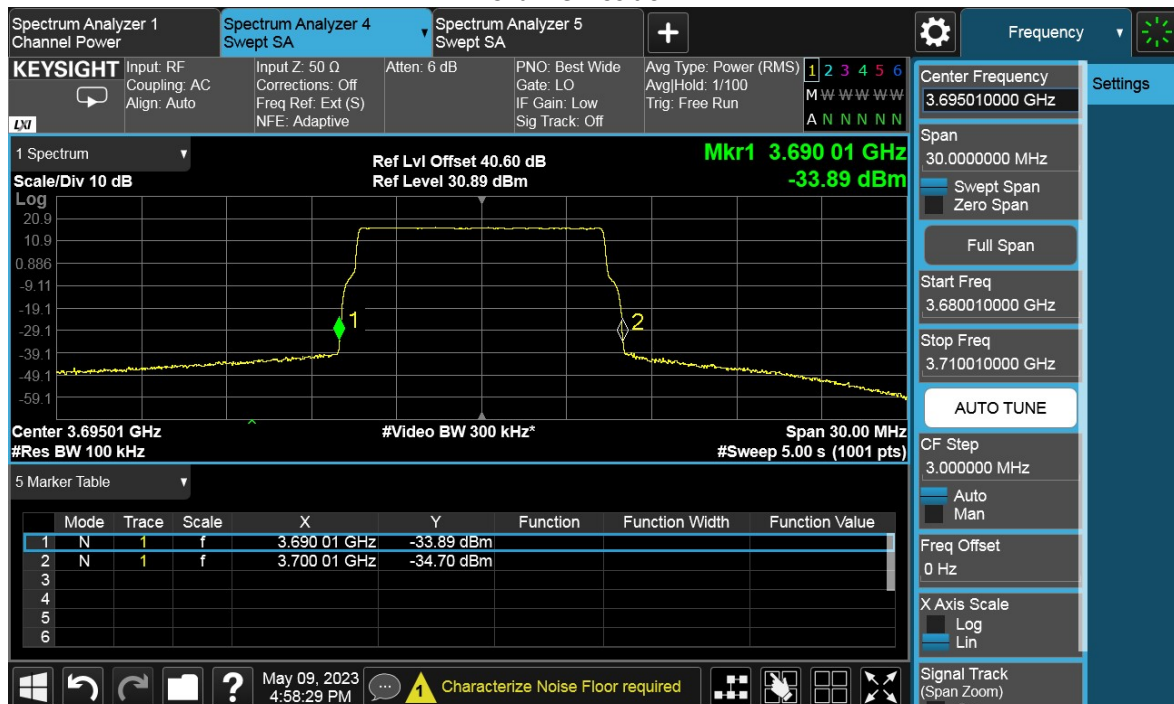 Spectrum Analyzer 1
Channel Power
Spectrum Analyzer 4
Swept SA
Spectrum Analyzer 5
Swept SA
Frequency
KEYSIGHT
LXI
Input: RF
Coupling: AC
Align: Auto
Input Z: 50 Ω
Corrections: Off
Freq Ref: Ext (S)
NFE: Adaptive
Atten: 6 dB
PNO: Best Wide
Gate: LO
IF Gain: Low
Sig Track: Off
Avg Type: Power (RMS)
Avg|Hold: 1/100
Trig: Free Run
1 2 3 4 5 6
M W W W W W
A N N N N N
1 Spectrum
Scale/Div 10 dB
Ref Lvl Offset 40.60 dB
Ref Level 30.89 dBm
Mkr1 3.690 01 GHz
-33.89 dBm
Log
20.9
10.9
0.886
-9.11
-19.1
-29.1
-39.1
-49.1
-59.1
1
2
Center 3.69501 GHz
#Res BW 100 kHz
#Video BW 300 kHz*
Span 30.00 MHz
#Sweep 5.00 s (1001 pts)
5 Marker Table
Mode Trace Scale X Y Function Function Width Function Value
1 N 1 f 3.690 01 GHz -33.89 dBm
2 N 1 f 3.700 01 GHz -34.70 dBm
3
4
5
6
?
May 09, 2023
4:58:29 PM
1
Characterize Noise Floor required
Center Frequency
3.695010000 GHz
Settings
Span
30.0000000 MHz
Swept Span
Zero Span
Full Span
Start Freq
3.680010000 GHz
Stop Freq
3.710010000 GHz
AUTO TUNE
CF Step
3.000000 MHz
Auto
Man
Freq Offset
0 Hz
X Axis Scale
Log
Lin
Signal Track
(Span Zoom)